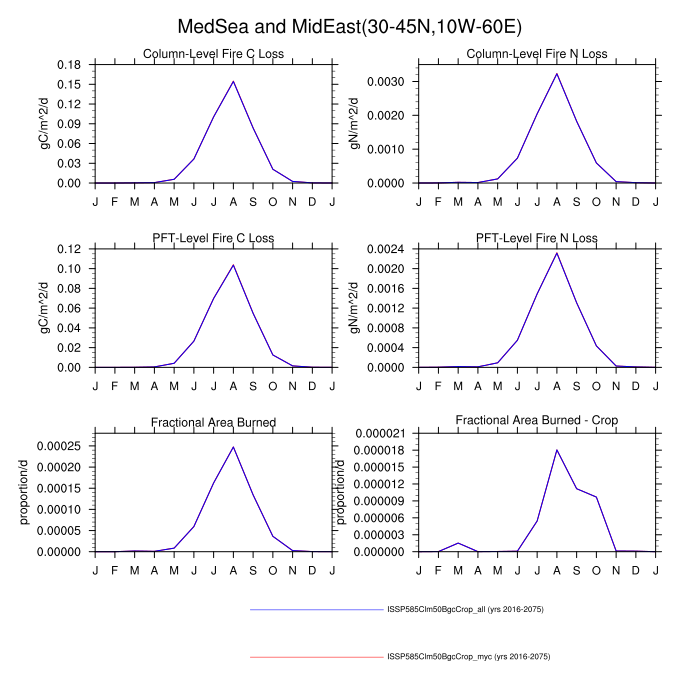 MedSea and MidEast(30-45N,10W-60E)
Column-Level Fire C Loss
gC/m^2/d
0.18
0.15
0.12
0.09
0.06
0.03
0.00
J F M A M J J A S O N D J
Column-Level Fire N Loss
gN/m^2/d
0.0030
0.0020
0.0010
0.0000
J F M A M J J A S O N D J
PFT-Level Fire C Loss
gC/m^2/d
0.12
0.10
0.08
0.06
0.04
0.02
0.00
J F M A M J J A S O N D J
PFT-Level Fire N Loss
gN/m^2/d
0.0024
0.0020
0.0016
0.0012
0.0008
0.0004
0.0000
J F M A M J J A S O N D J
Fractional Area Burned
proportion/d
0.00025
0.00020
0.00015
0.00010
0.00005
0.00000
J F M A M J J A S O N D J
Fractional Area Burned - Crop
proportion/d
0.000021
0.000018
0.000015
0.000012
0.000009
0.000006
0.000003
0.000000
J F M A M J J A S O N D J
ISSP585Clm50BgcCrop_all (yrs 2016-2075)
ISSP585Clm50BgcCrop_myc (yrs 2016-2075)